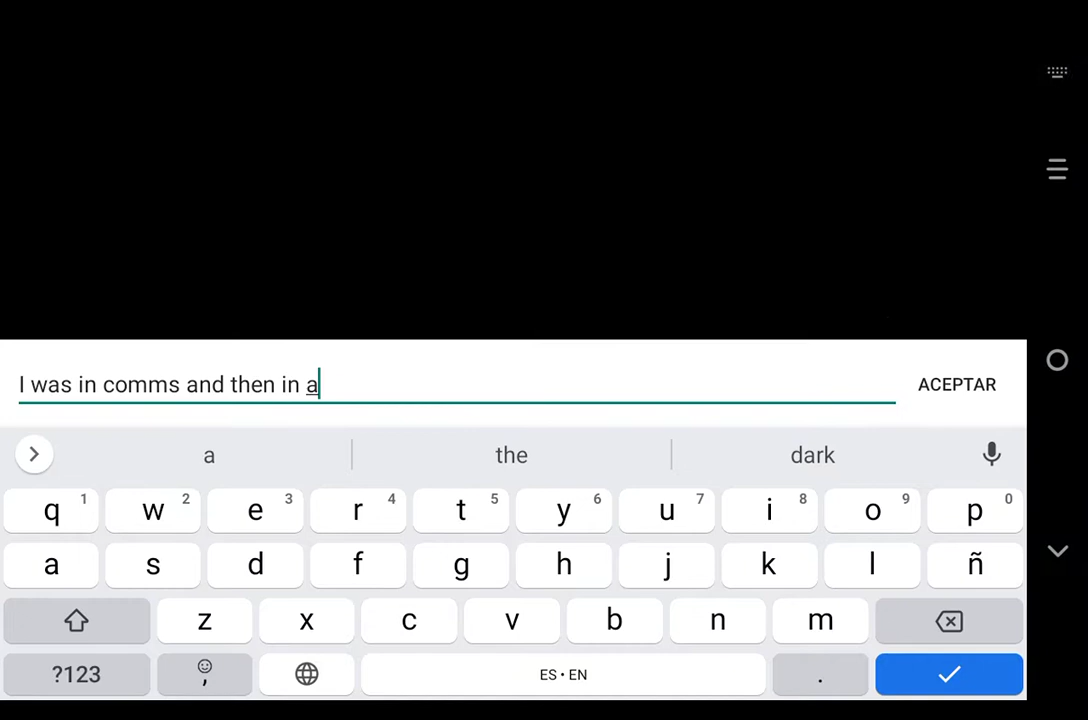 I was in comms and then in a
ACEPTAR
a the dark
q 1 w 2 e 3 r 4 t 5 y 6 u 7 i 8 o 9 p 0
a s d f g h j k l ñ
z x c v b n m
?123 , ES • EN .